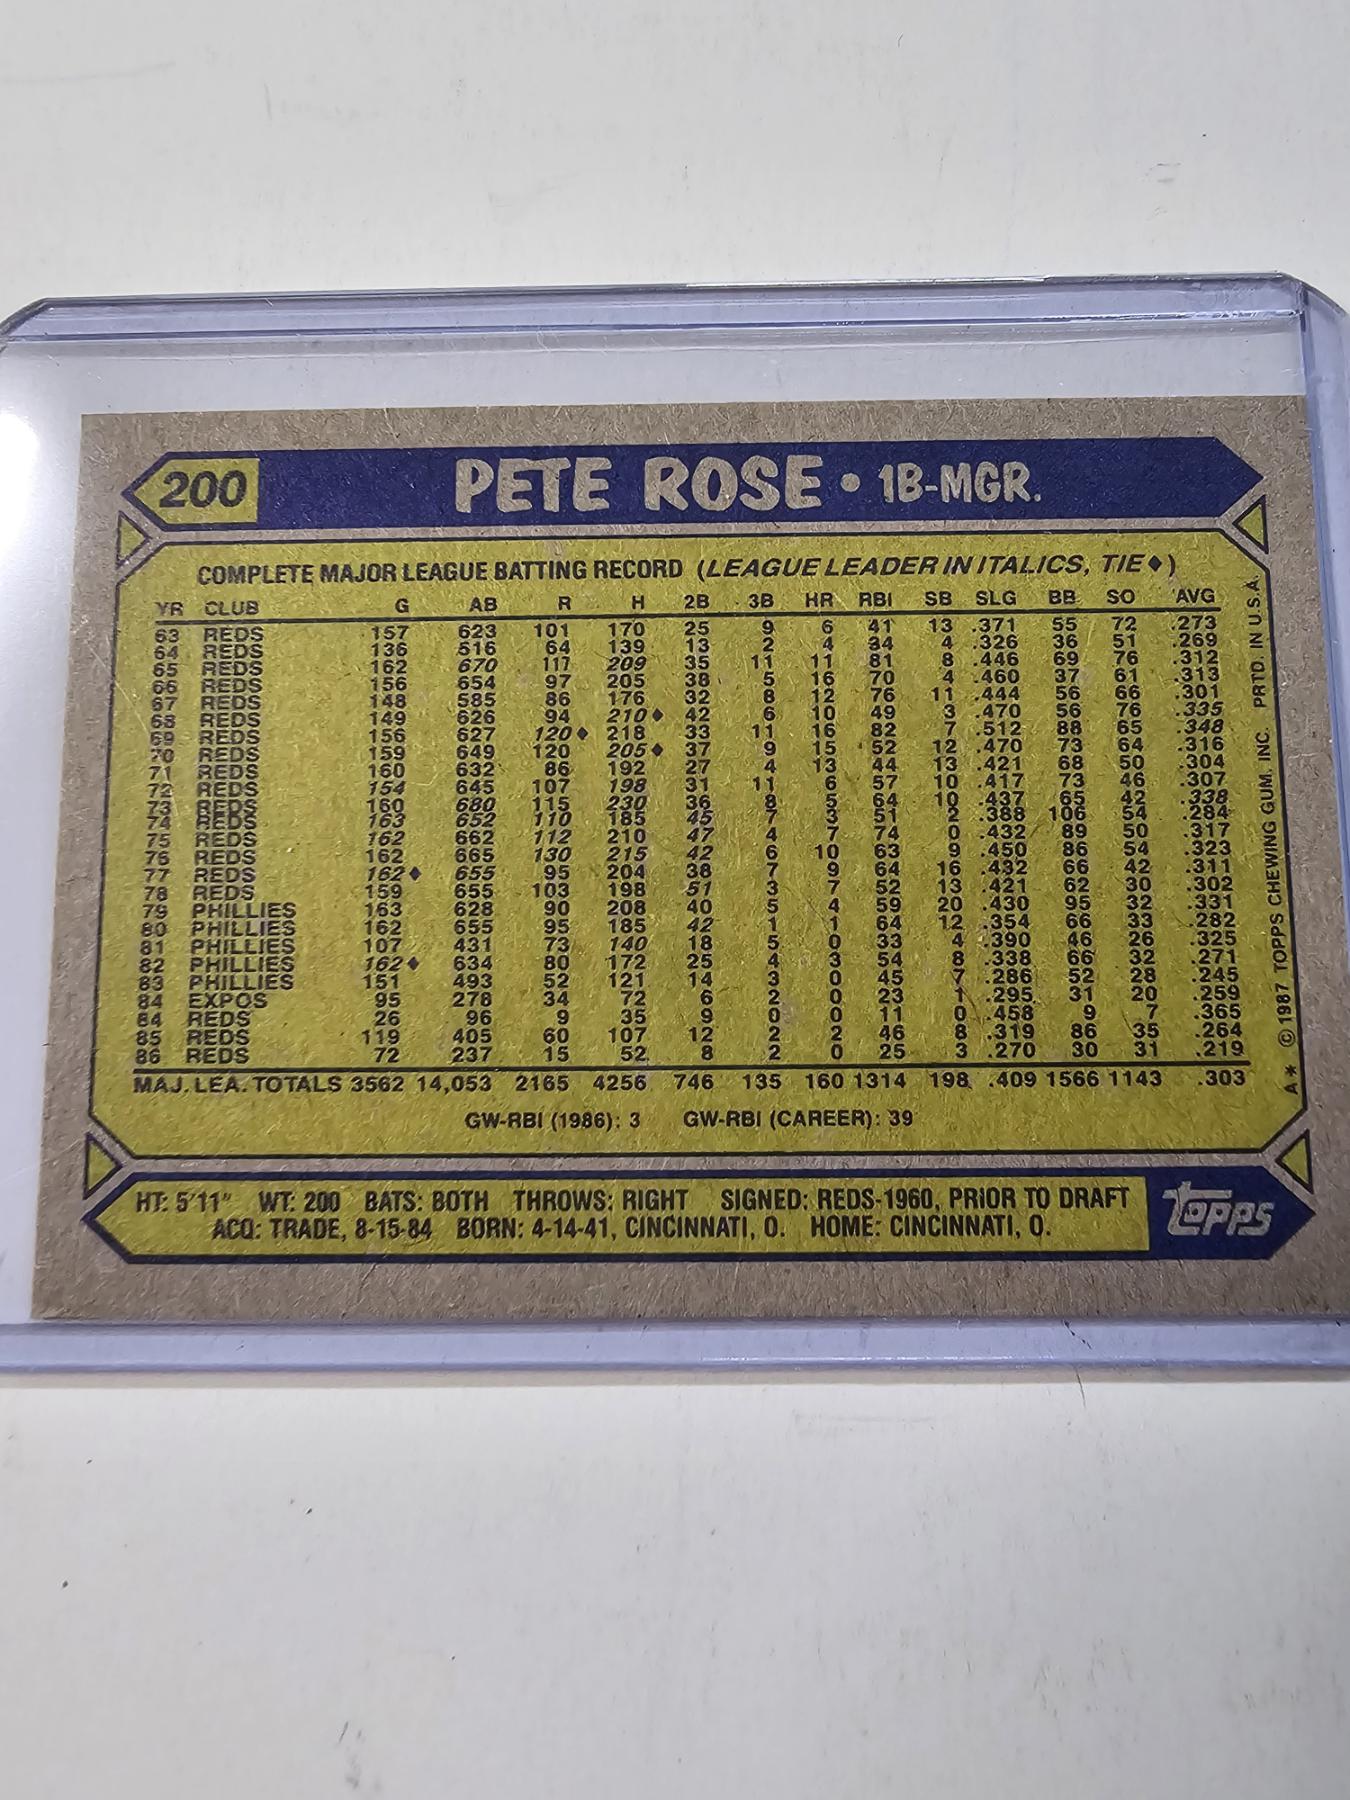 200 PETE ROSE • 1B-MGR.
COMPLETE MAJOR LEAGUE BATTING RECORD (LEAGUE LEADER IN ITALICS, TIE♦)
YR CLUB G AB R H 2B 3B HR RBI SB SLG BB SO AVG
63 REDS 157 623 101 170 25 9 6 41 13 .371 55 72 .273
64 REDS 136 516 64 139 13 2 4 34 4 .326 36 51 .269
65 REDS 162 670 117 209 35 11 11 81 8 .446 69 76 .312
66 REDS 156 654 97 205 38 5 16 70 4 .460 37 61 .313
67 REDS 148 585 86 176 32 8 12 76 11 .444 56 66 .301
68 REDS 149 626 94 210♦ 42 6 10 49 3 .470 56 76 .335
69 REDS 156 627 120♦ 218 33 11 16 82 7 .512 88 65 .348
70 REDS 159 649 120 205♦ 37 9 15 52 12 .470 73 64 .316
71 REDS 160 632 86 192 27 4 13 44 13 .421 68 50 .304
72 REDS 154 645 107 198 31 11 6 57 10 .417 73 46 .307
73 REDS 160 680 115 230 36 8 5 64 10 .437 65 42 .338
74 REDS 163 652 110 185 45 7 3 51 2 .388 106 54 .284
75 REDS 162 662 112 210 47 4 7 74 0 .432 89 50 .317
76 REDS 162 665 130 215 42 6 10 63 9 .450 86 54 .323
77 REDS 162♦ 655 95 204 38 7 9 64 16 .432 66 42 .311
78 REDS 159 655 103 198 51 3 7 52 13 .421 62 30 .302
79 PHILLIES 163 628 90 208 40 5 4 59 20 .430 95 32 .331
80 PHILLIES 162 655 95 185 42 1 1 64 12 .354 66 33 .282
81 PHILLIES 107 431 73 140 18 5 0 33 4 .390 46 26 .325
82 PHILLIES 162♦ 634 80 172 25 4 3 54 8 .338 66 32 .271
83 PHILLIES 151 493 52 121 14 3 0 45 7 .286 52 28 .245
84 EXPOS 95 278 34 72 6 2 0 23 1 .295 31 20 .259
84 REDS 26 96 9 35 9 0 0 11 0 .458 9 7 .365
85 REDS 119 405 60 107 12 2 2 46 8 .319 86 35 .264
86 REDS 72 237 15 52 8 2 0 25 3 .270 30 31 .219
MAJ. LEA. TOTALS 3562 14,053 2165 4256 746 135 160 1314 198 .409 1566 1143 .303
GW-RBI (1986): 3 GW-RBI (CAREER): 39
HT: 5'11" WT: 200 BATS: BOTH THROWS: RIGHT SIGNED: REDS-1960, PRIOR TO DRAFT
ACQ: TRADE, 8-15-84 BORN: 4-14-41, CINCINNATI, O. HOME: CINCINNATI, O.
Topps
A* © 1987 TOPPS CHEWING GUM, INC. PRTD. IN U.S.A.